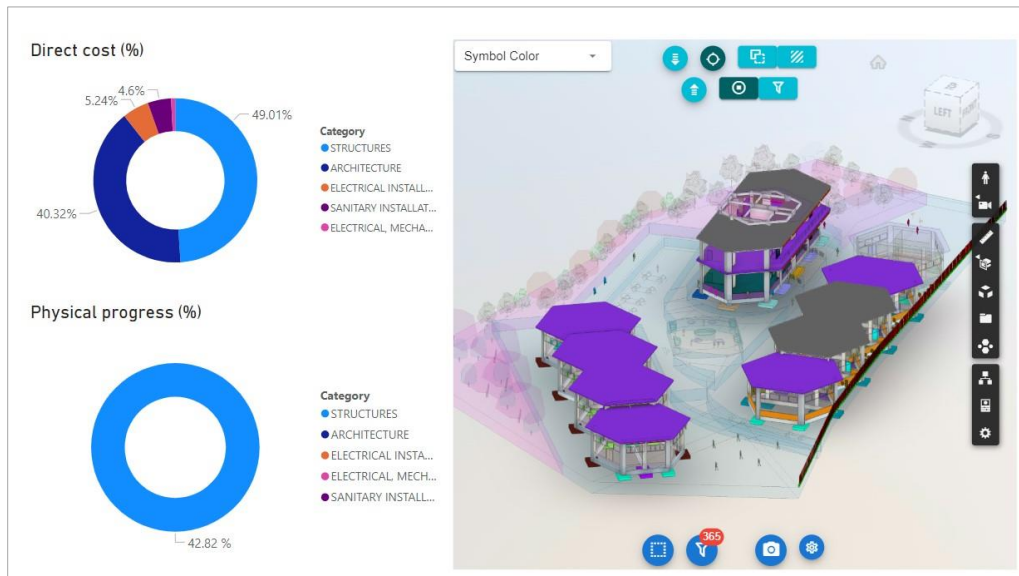 Direct cost (%)
4.6%
5.24%
49.01%
40.32%
Category
STRUCTURES
ARCHITECTURE
ELECTRICAL INSTALL...
SANITARY INSTALLAT...
ELECTRICAL, MECHA...
Physical progress (%)
42.82 %
Category
STRUCTURES
ARCHITECTURE
ELECTRICAL INSTA...
ELECTRICAL, MECH...
SANITARY INSTALL...
Symbol Color
LEFT
365